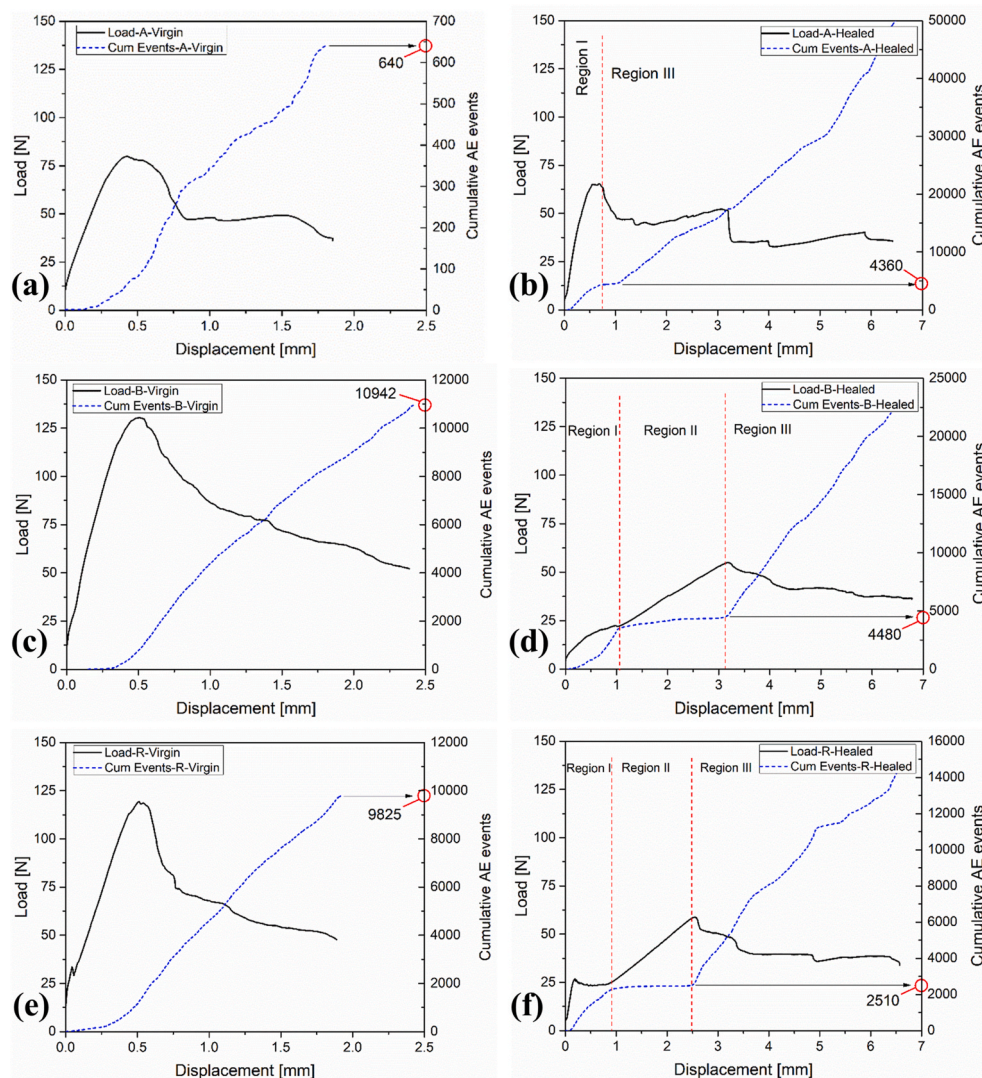 Load-A-Virgin
Cum Events-A-Virgin
640
150
125
100
75
50
25
0
700
600
500
400
300
200
100
0
0.0 0.5 1.0 1.5 2.0 2.5
Load [N]
Cumulative AE events
Displacement [mm]
(a)
Load-A-Healed
Cum Events-A-Healed
Region I
Region III
4360
150
125
100
75
50
25
0
50000
40000
30000
20000
10000
0
0 1 2 3 4 5 6 7
Load [N]
Cumulative AE events
Displacement [mm]
(b)
Load-B-Virgin
Cum Events-B-Virgin
10942
150
125
100
75
50
25
0
12000
10000
8000
6000
4000
2000
0
0.0 0.5 1.0 1.5 2.0 2.5
Load [N]
Cumulative AE events
Displacement [mm]
(c)
Load-B-Healed
Cum Events-B-Healed
Region I Region II Region III
4480
150
125
100
75
50
25
0
25000
20000
15000
10000
5000
0
0 1 2 3 4 5 6 7
Load [N]
Cumulative AE events
Displacement [mm]
(d)
Load-R-Virgin
Cum Events-R-Virgin
9825
150
125
100
75
50
25
0
12000
10000
8000
6000
4000
2000
0
0.0 0.5 1.0 1.5 2.0 2.5
Load [N]
Cumulative AE events
Displacement [mm]
(e)
Load-R-Healed
Cum Events-R-Healed
Region I Region II Region III
2510
150
125
100
75
50
25
0
16000
14000
12000
10000
8000
6000
4000
2000
0
0 1 2 3 4 5 6 7
Load [N]
Cumulative AE events
Displacement [mm]
(f)